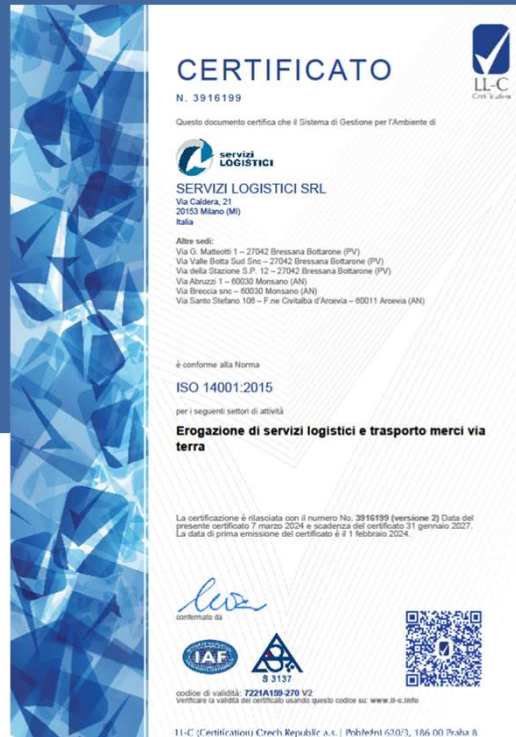 CERTIFICATO
LL-C
Certification
N. 3916199
Questo documento certifica che il Sistema di Gestione per l'Ambiente di
servizi
LOGISTICI
SERVIZI LOGISTICI SRL
Via Caldera, 21
20153 Milano (MI)
Italia
Altre sedi:
Via G. Matteotti 1 – 27042 Bressana Bottarone (PV)
Via Valle Botta Sud Snc – 27042 Bressana Bottarone (PV)
Via della Stazione S.P. 12 – 27042 Bressana Bottarone (PV)
Via Abruzzi 1 – 60030 Monsano (AN)
Via Breccia snc – 60030 Monsano (AN)
Via Santo Stefano 106 – F.ne Civitalba d'Arcevia – 60011 Arcevia (AN)
è conforme alla Norma
ISO 14001:2015
per i seguenti settori di attività
Erogazione di servizi logistici e trasporto merci via
terra
La certificazione è rilasciata con il numero No. 3916199 (versione 2) Data del
presente certificato 7 marzo 2024 e scadenza del certificato 31 gennaio 2027.
La data di prima emissione del certificato è il 1 febbraio 2024.
confermato da
IAF
S 3137
codice di validità: 7221A159-270 V2
Verificare la validità del certificato usando questo codice su: www.ll-c.info
LL-C (Certification) Czech Republic a.s. | Pobřežní 620/3, 186 00 Praha 8